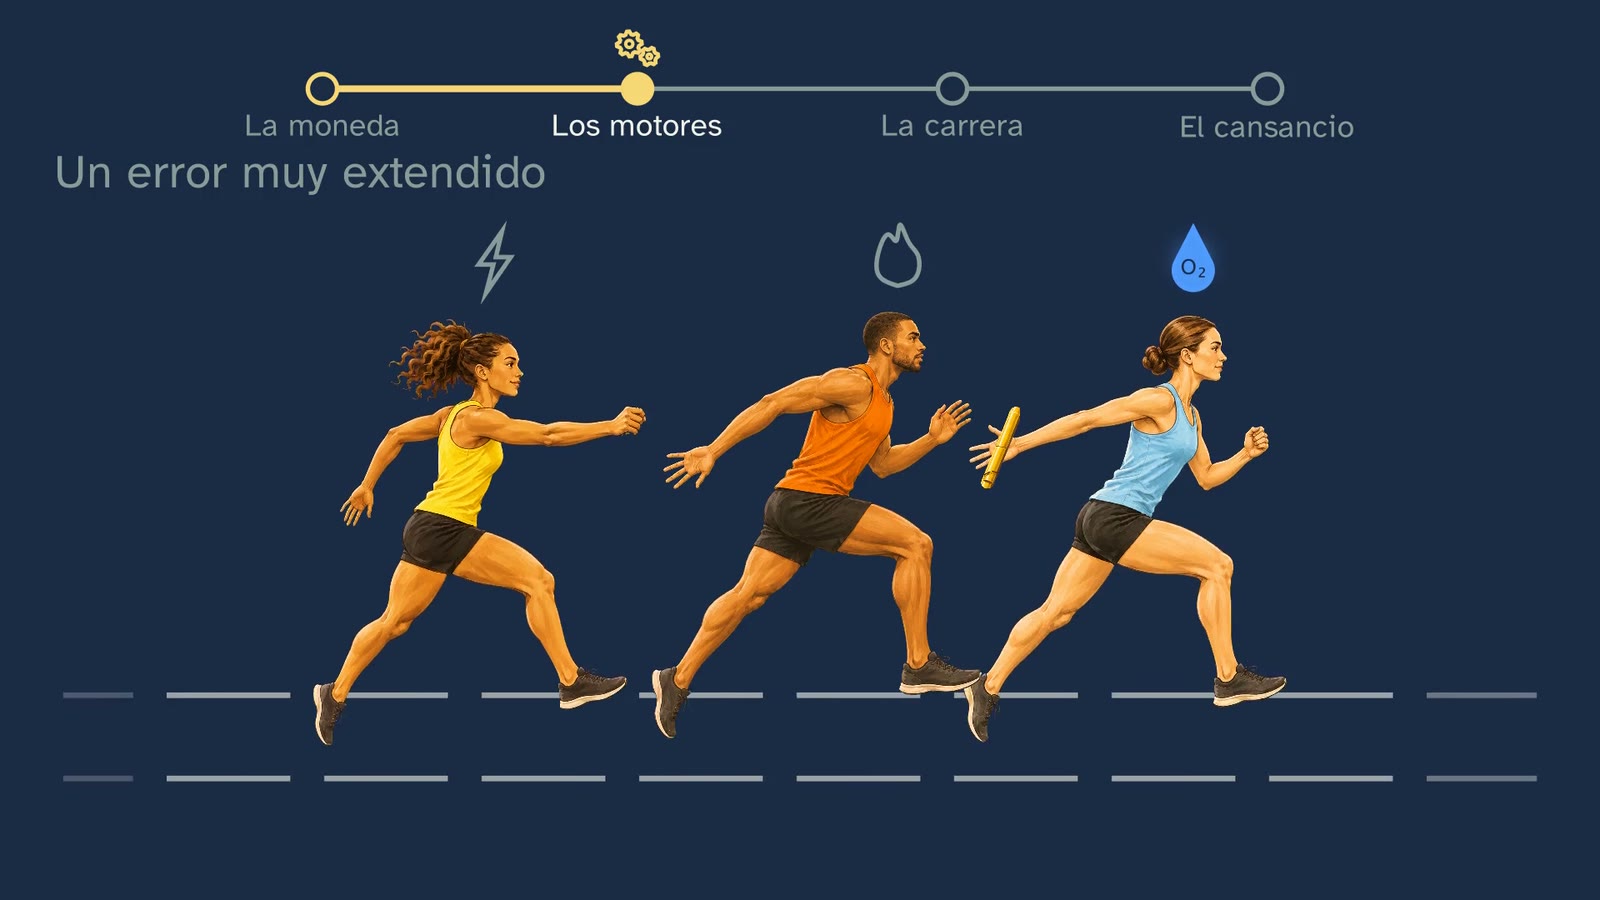 La moneda
Los motores
La carrera
El cansancio
Un error muy extendido
O₂